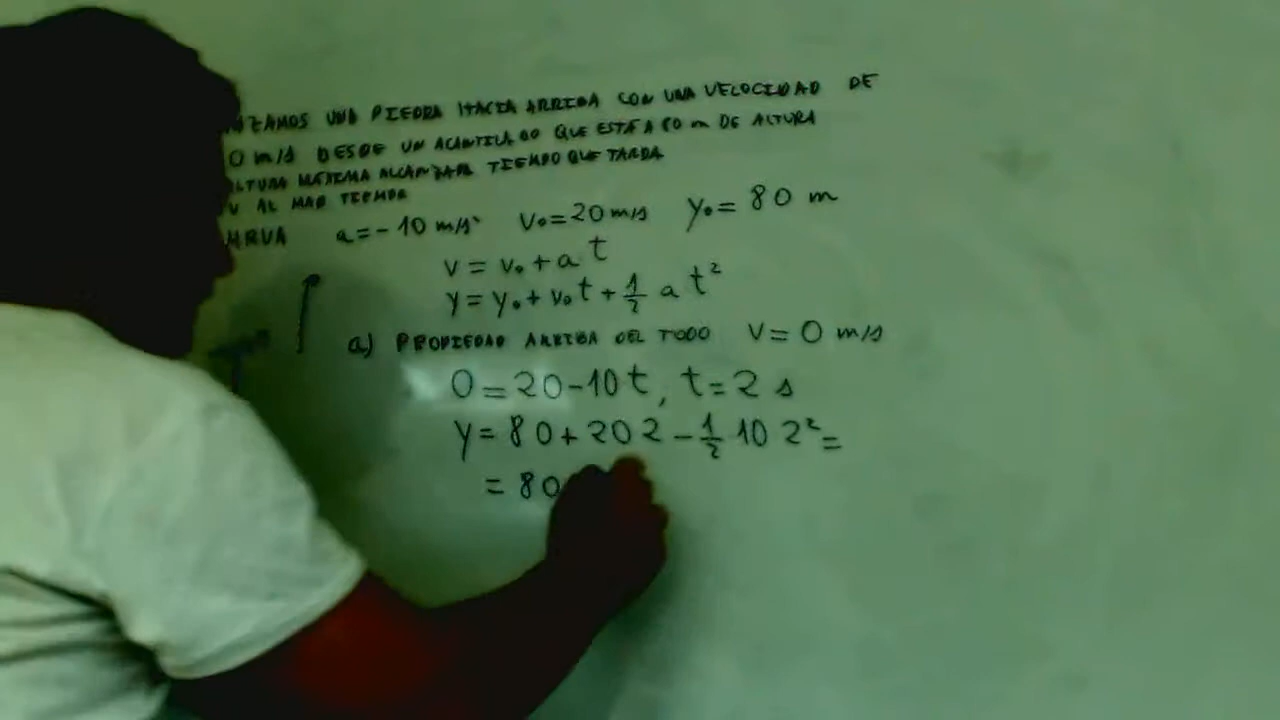 ZAMOS UNA PIEDRA HACIA ARRIBA CON UNA VELOCIDAD DE
0 m/s DESDE UN ACANTILADO QUE ESTÁ A 80 m DE ALTURA
ALTURA MÁXIMA ALCANZADA TIEMPO QUE TARDA
V AL MAR
MRUA a = - 10 m/s² v₀ = 20 m/s y₀ = 80 m
v = v₀ + a t
y = y₀ + v₀ t + 1/2 a t²
a) PROPIEDAD ARRIBA DEL TODO v = 0 m/s
0 = 20 - 10 t, t = 2 s
y = 80 + 20 2 - 1/2 10 2² =
= 80